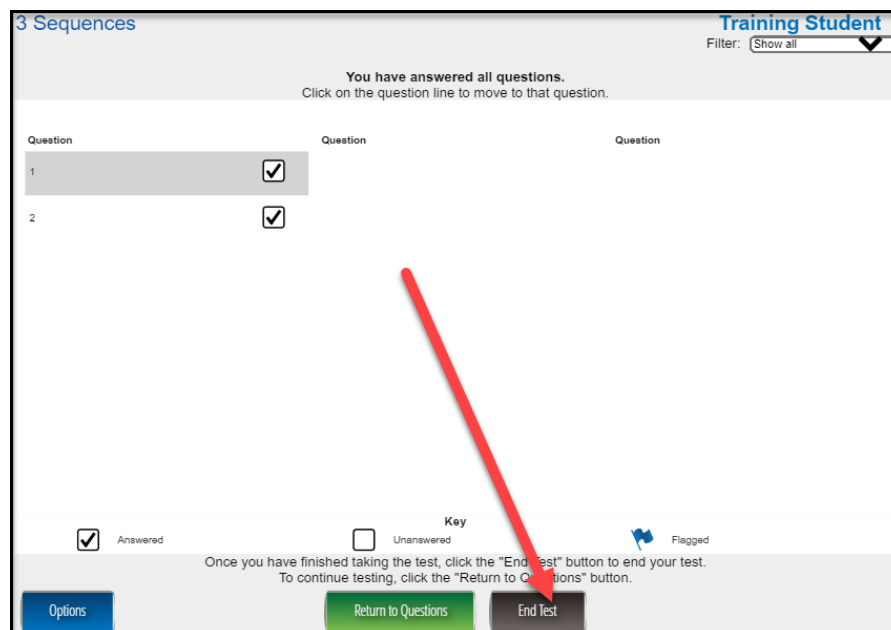 3 Sequences
Training Student
Filter: Show all
You have answered all questions.
Click on the question line to move to that question.
Question Question Question
1
2
Key
Answered Unanswered Flagged
Once you have finished taking the test, click the "End Test" button to end your test.
To continue testing, click the "Return to Questions" button.
Options Return to Questions End Test